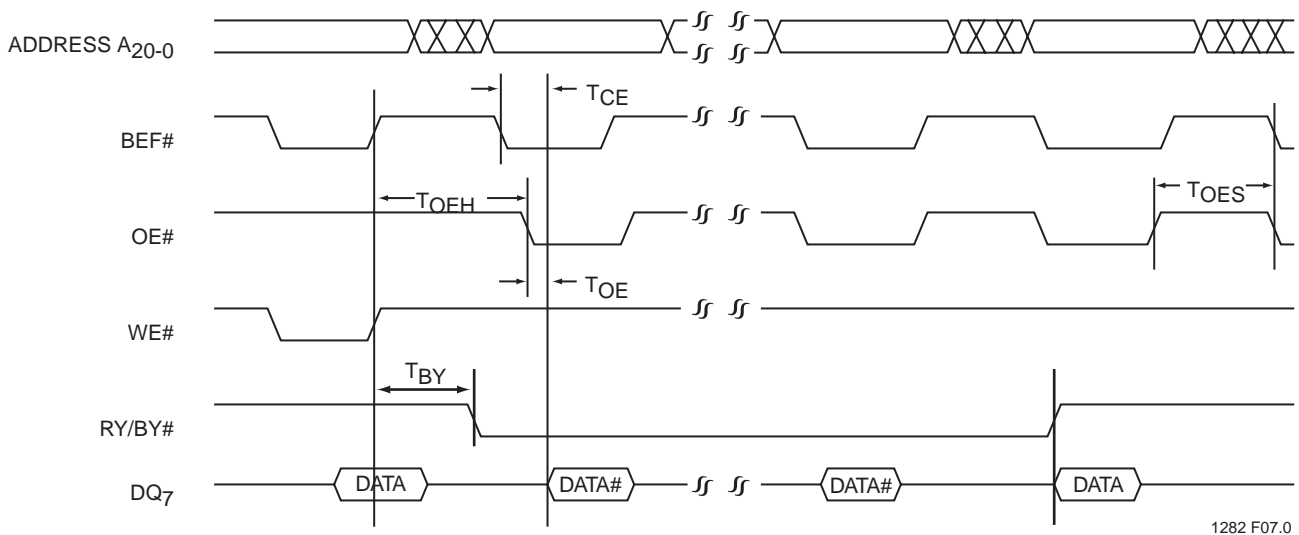 ADDRESS A20-0
TCE
BEF#
TOEH
TOES
OE#
TOE
WE#
TBY
RY/BY#
DQ7
DATA
DATA#
DATA#
DATA
1282 F07.0